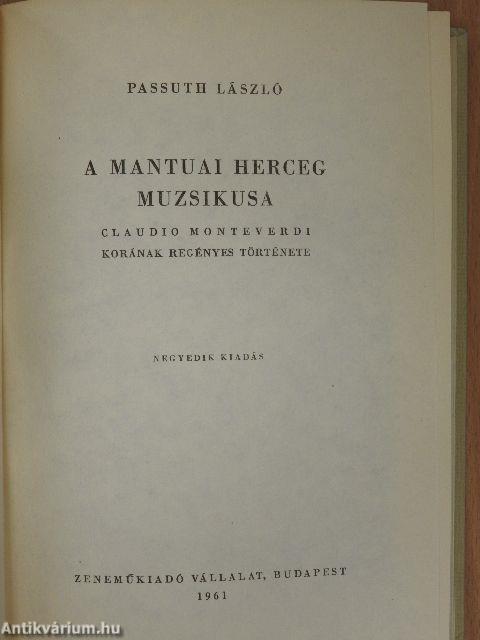 PASSUTH LÁSZLÓ
A MANTUAI HERCEG
MUZSIKUSA
CLAUDIO MONTEVERDI
KORÁNAK REGÉNYES TÖRTÉNETE
NEGYEDIK KIADÁS
ZENEMŰKIADÓ VÁLLALAT, BUDAPEST
1961
Antikvárium.hu